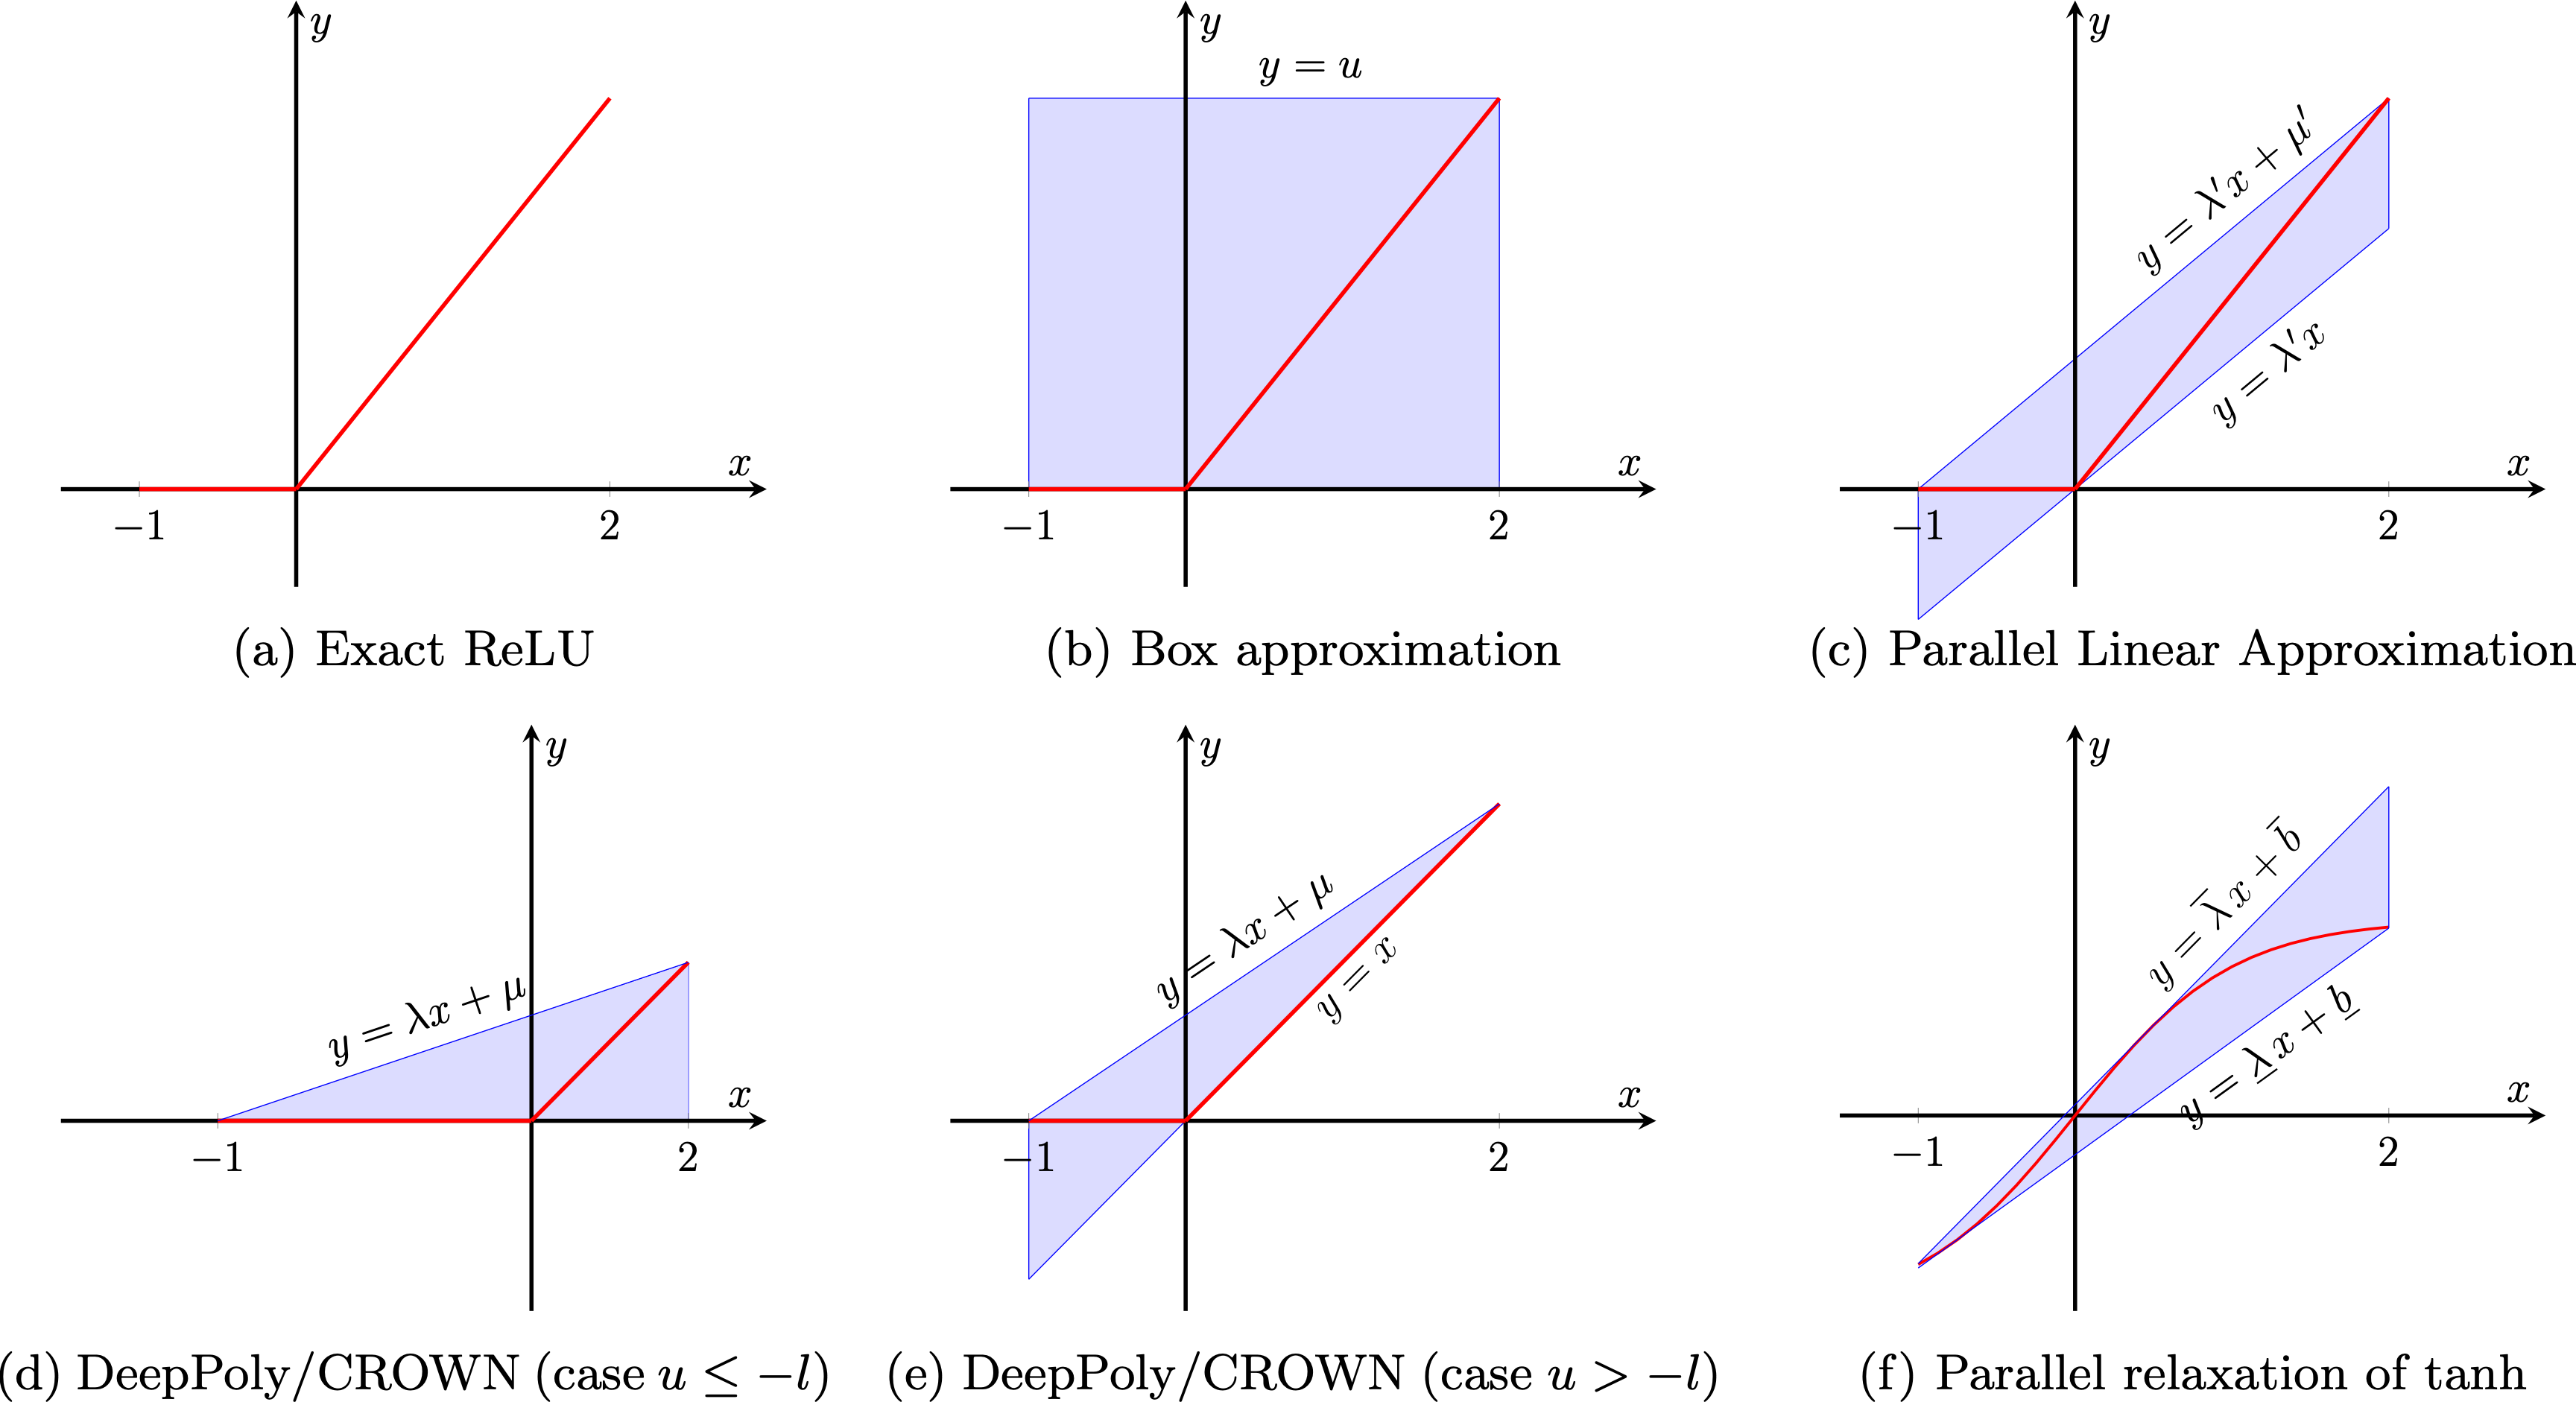 y
x
−1
2
(a) Exact ReLU
y
y = u
x
−1
2
(b) Box approximation
y
y = λ′x + μ′
y = λ′x
x
−1
2
(c) Parallel Linear Approximation
y
y = λx + μ
x
−1
2
(d) DeepPoly/CROWN (case u ≤ −l)
y
y = λx + μ
y = x
x
−1
2
(e) DeepPoly/CROWN (case u > −l)
y
y = λ̅x + b̅
y = λ̲x + b̲
x
−1
2
(f) Parallel relaxation of tanh